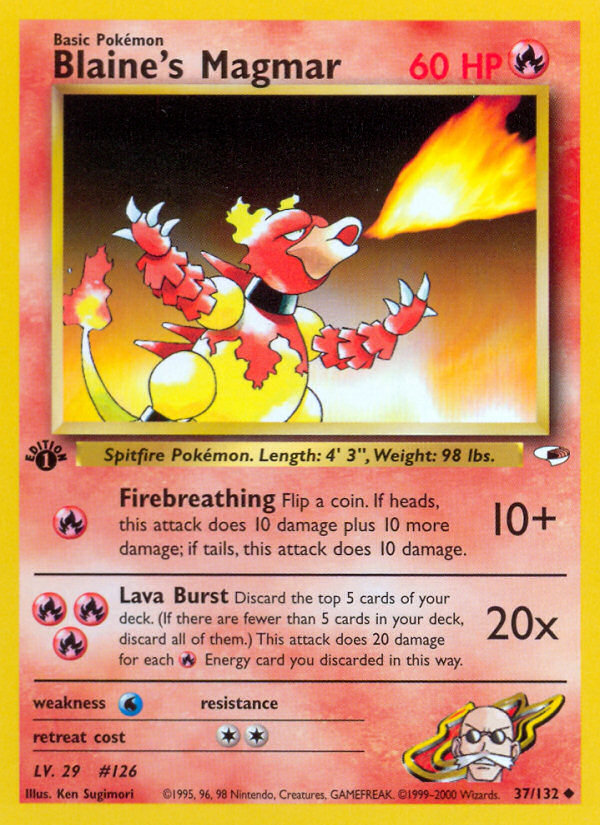 Basic Pokémon
Blaine's Magmar 60 HP
EDITION
1
Spitfire Pokémon. Length: 4' 3", Weight: 98 lbs.
Firebreathing Flip a coin. If heads,
this attack does 10 damage plus 10 more
damage; if tails, this attack does 10 damage.
10+
Lava Burst Discard the top 5 cards of your
deck. (If there are fewer than 5 cards in your deck,
discard all of them.) This attack does 20 damage
for each Energy card you discarded in this way.
20x
weakness resistance
retreat cost
LV. 29 #126
Illus. Ken Sugimori ©1995, 96, 98 Nintendo, Creatures, GAMEFREAK. ©1999-2000 Wizards. 37/132